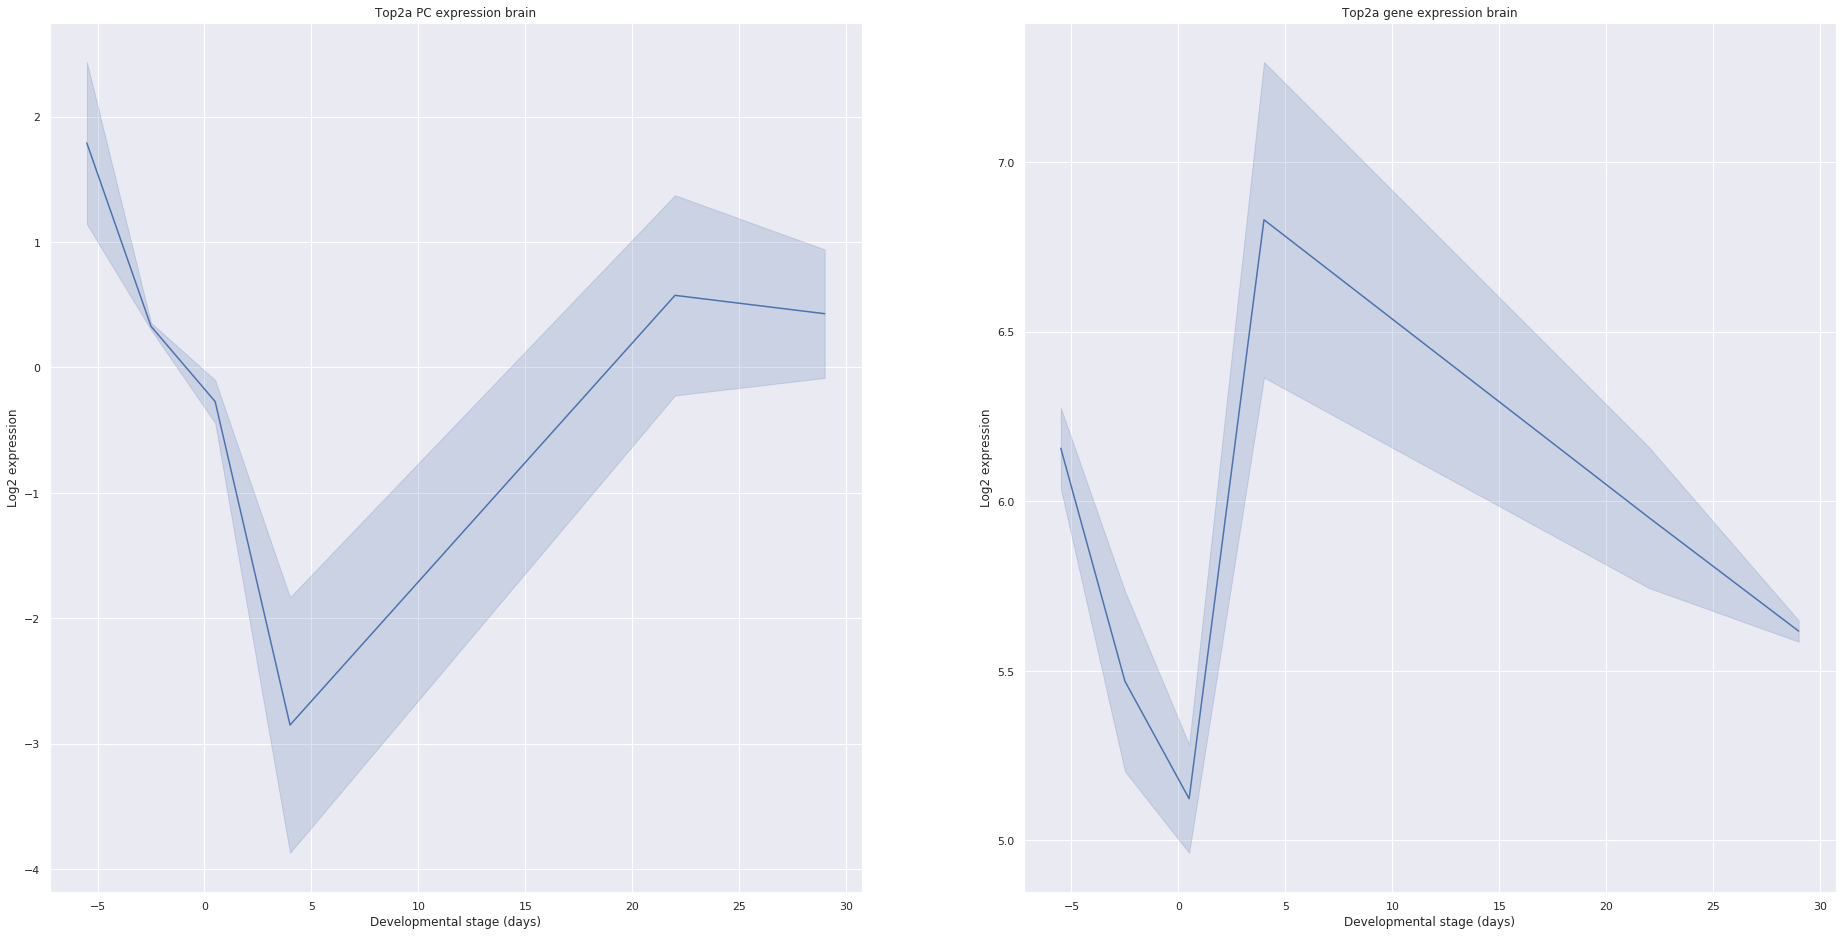 Top2a PC expression brain
Log2 expression
2
1
0
−1
−2
−3
−4
−5 0 5 10 15 20 25 30
Developmental stage (days)
Top2a gene expression brain
Log2 expression
7.0
6.5
6.0
5.5
5.0
−5 0 5 10 15 20 25 30
Developmental stage (days)